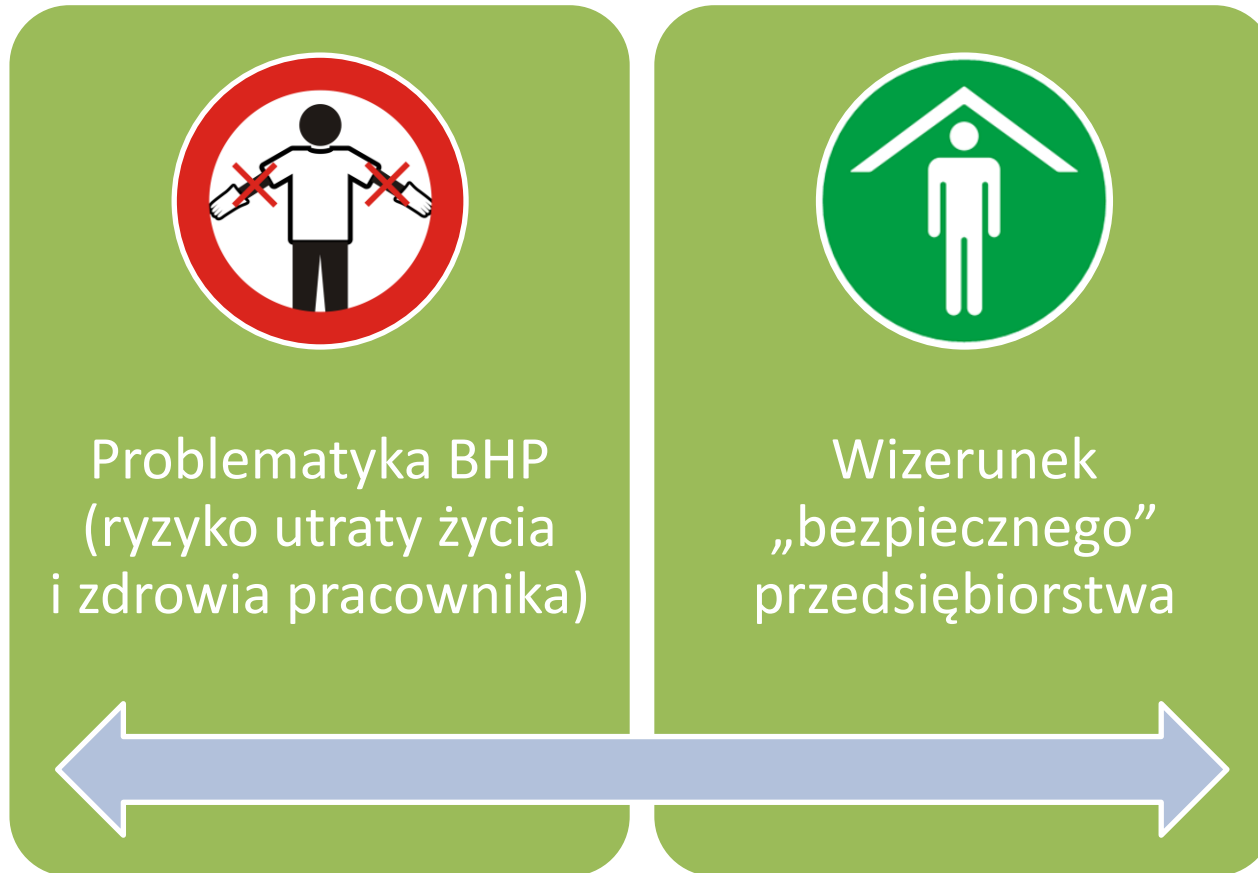 Problematyka BHP
(ryzyko utraty życia
i zdrowia pracownika)
Wizerunek
„bezpiecznego”
przedsiębiorstwa